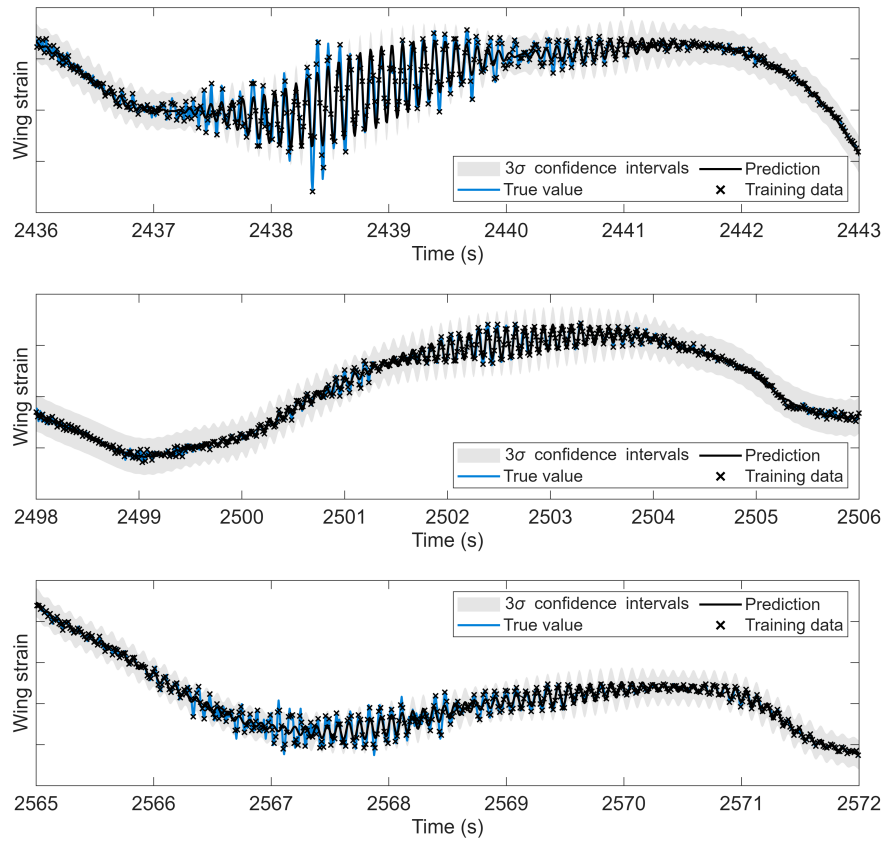 Wing strain
3σ confidence intervals Prediction
True value Training data
2436 2437 2438 2439 2440 2441 2442 2443
Time (s)
Wing strain
3σ confidence intervals Prediction
True value Training data
2498 2499 2500 2501 2502 2503 2504 2505 2506
Time (s)
Wing strain
3σ confidence intervals Prediction
True value Training data
2565 2566 2567 2568 2569 2570 2571 2572
Time (s)